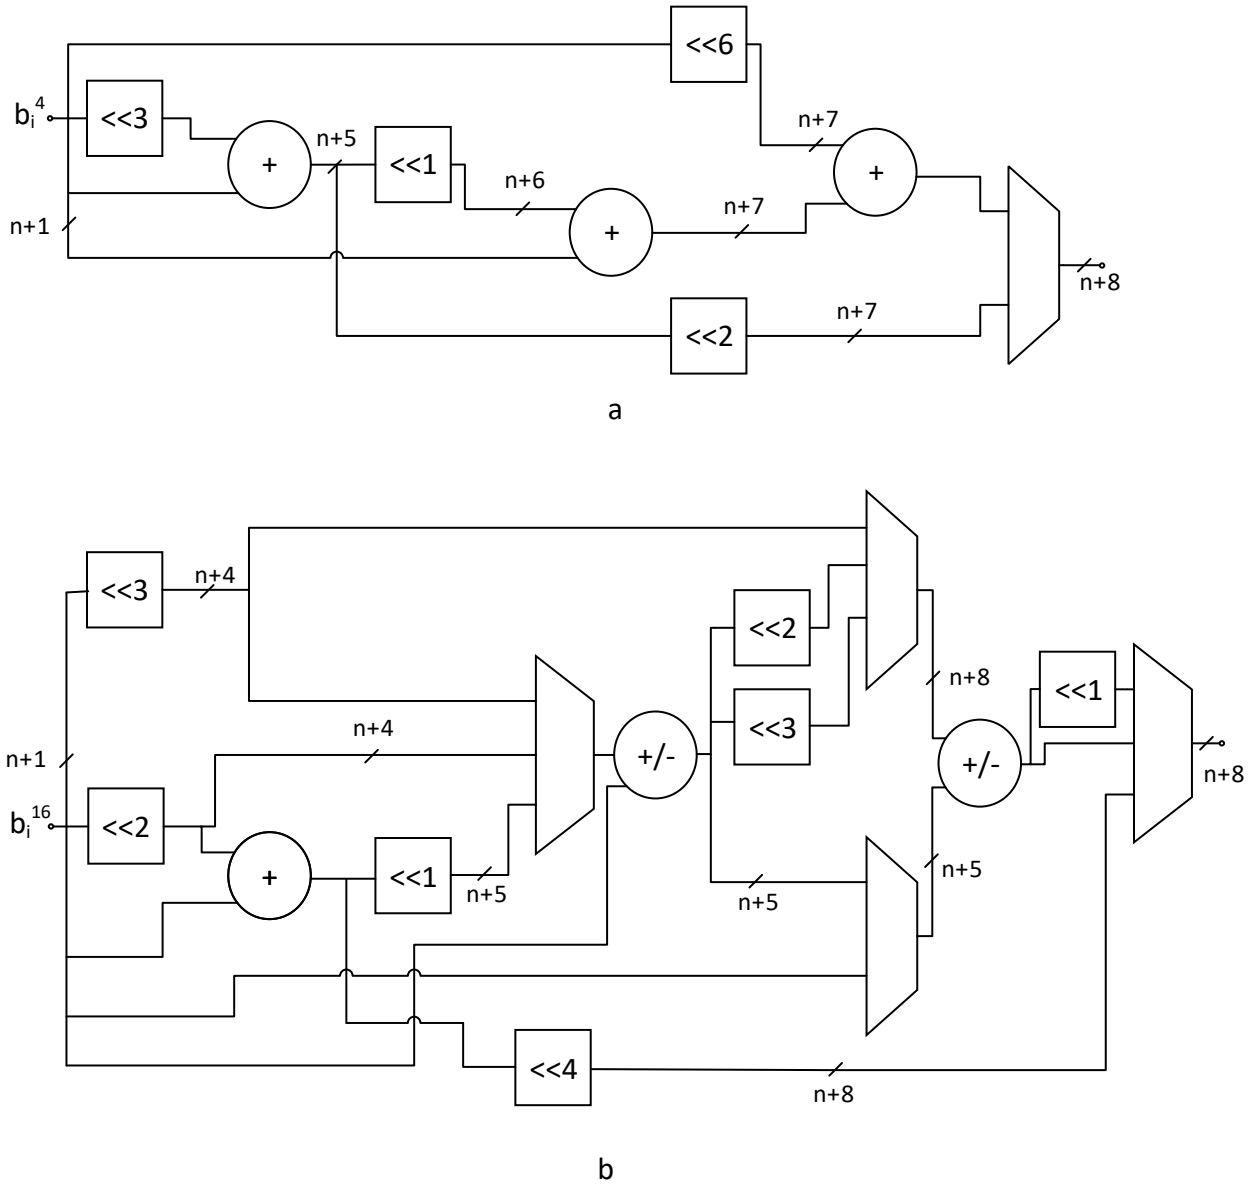 <<6
n+7
b_i^4
<<3
+
n+5
<<1
n+6
+
n+7
+
n+1
n+8
<<2
n+7
a
<<3
n+4
<<2
<<3
n+8
<<1
n+4
n+1
+/-
+/-
n+8
b_i^16
<<2
+
<<1
n+5
n+5
n+5
<<4
n+8
b